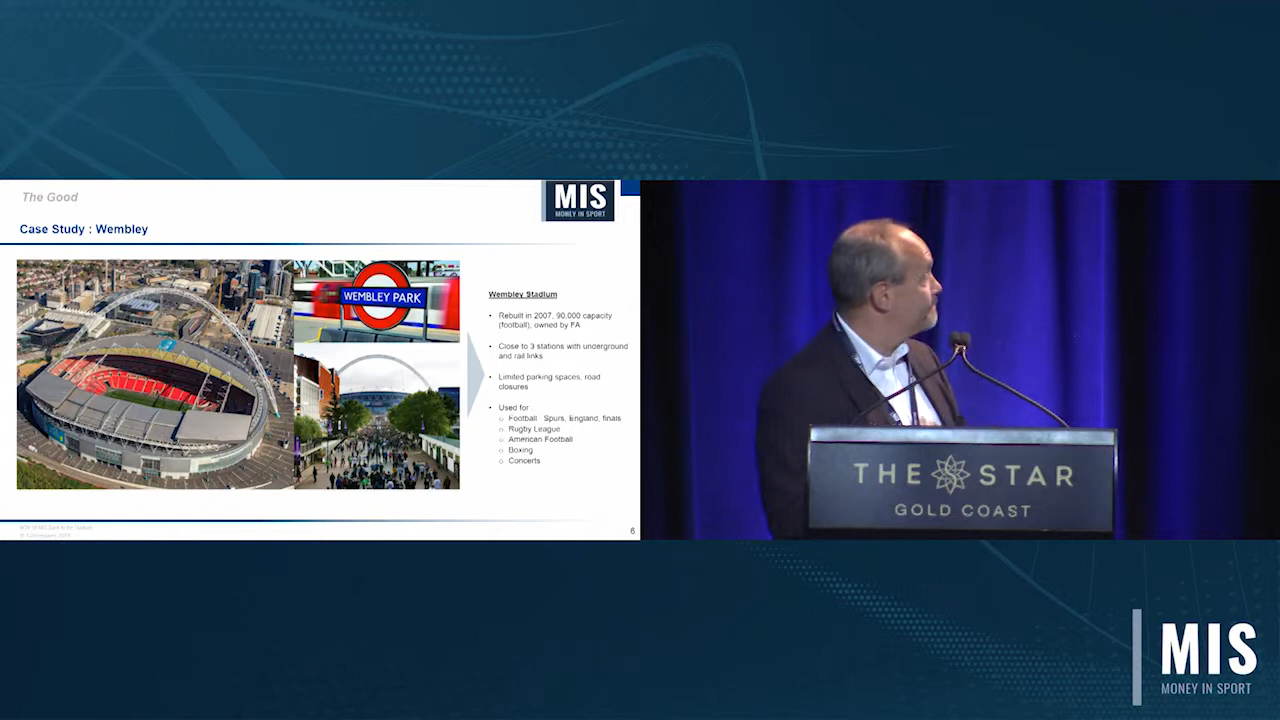 The Good
MIS
MONEY IN SPORT
Case Study : Wembley
WEMBLEY PARK
Wembley Stadium
• Rebuilt in 2007, 90,000 capacity
(football), owned by FA
• Close to 3 stations with underground
and rail links
• Limited parking spaces, road
closures
• Used for
o Football Spurs, England, finals
o Rugby League
o American Football
o Boxing
o Concerts
6
THE STAR
GOLD COAST
MIS
MONEY IN SPORT